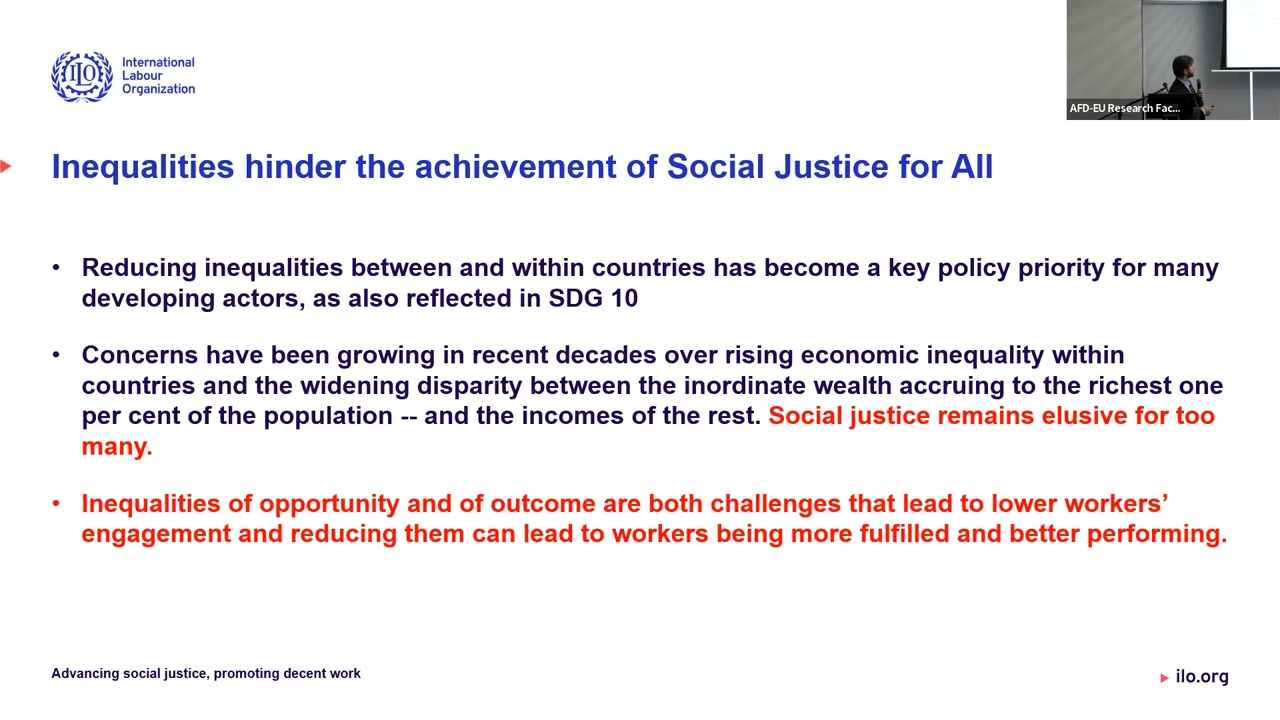 International
Labour
Organization
ILO
AFD-EU Research Fac...
Inequalities hinder the achievement of Social Justice for All
• Reducing inequalities between and within countries has become a key policy priority for many
developing actors, as also reflected in SDG 10
• Concerns have been growing in recent decades over rising economic inequality within
countries and the widening disparity between the inordinate wealth accruing to the richest one
per cent of the population -- and the incomes of the rest. Social justice remains elusive for too
many.
• Inequalities of opportunity and of outcome are both challenges that lead to lower workers’
engagement and reducing them can lead to workers being more fulfilled and better performing.
Advancing social justice, promoting decent work
ilo.org